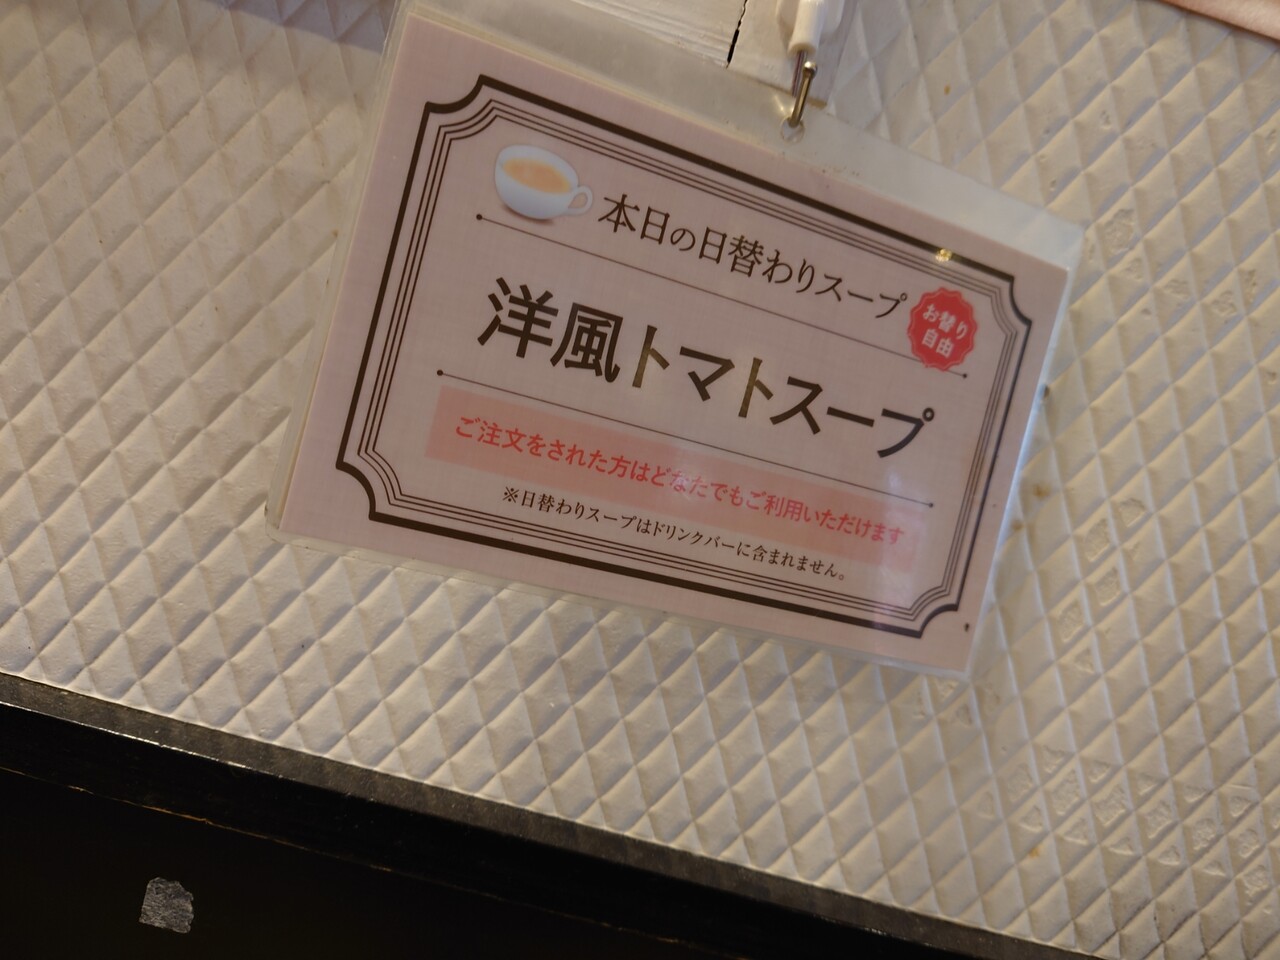 本日の日替わりスープ
お替り
自由
洋風トマトスープ
ご注文をされた方はどなたでもご利用いただけます
※日替わりスープはドリンクバーに含まれません。